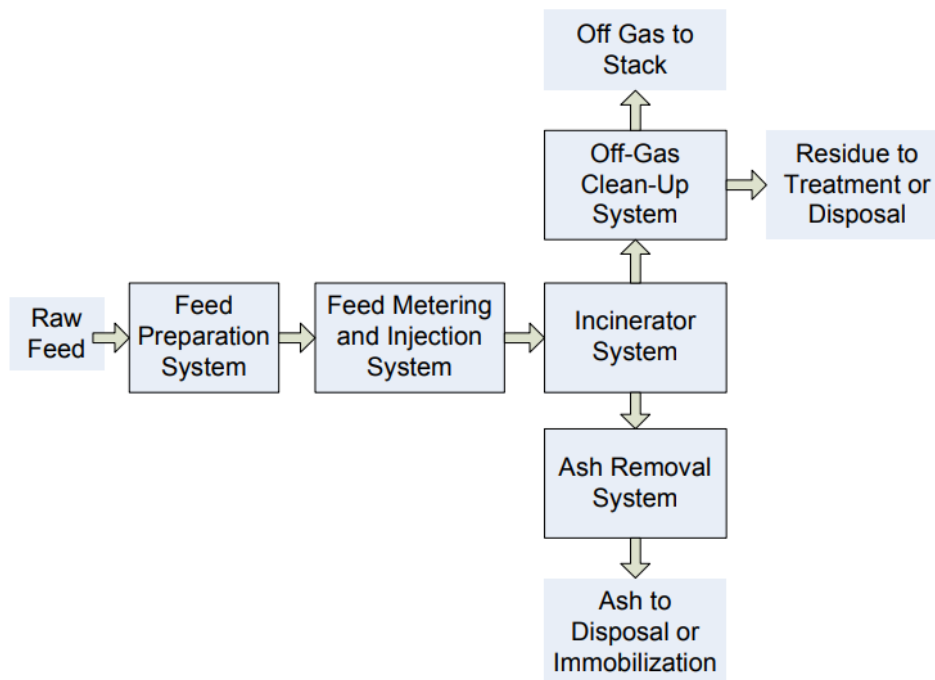 Off Gas to
Stack
Off-Gas
Clean-Up
System
Residue to
Treatment or
Disposal
Raw
Feed
Feed
Preparation
System
Feed Metering
and Injection
System
Incinerator
System
Ash Removal
System
Ash to
Disposal or
Immobilization